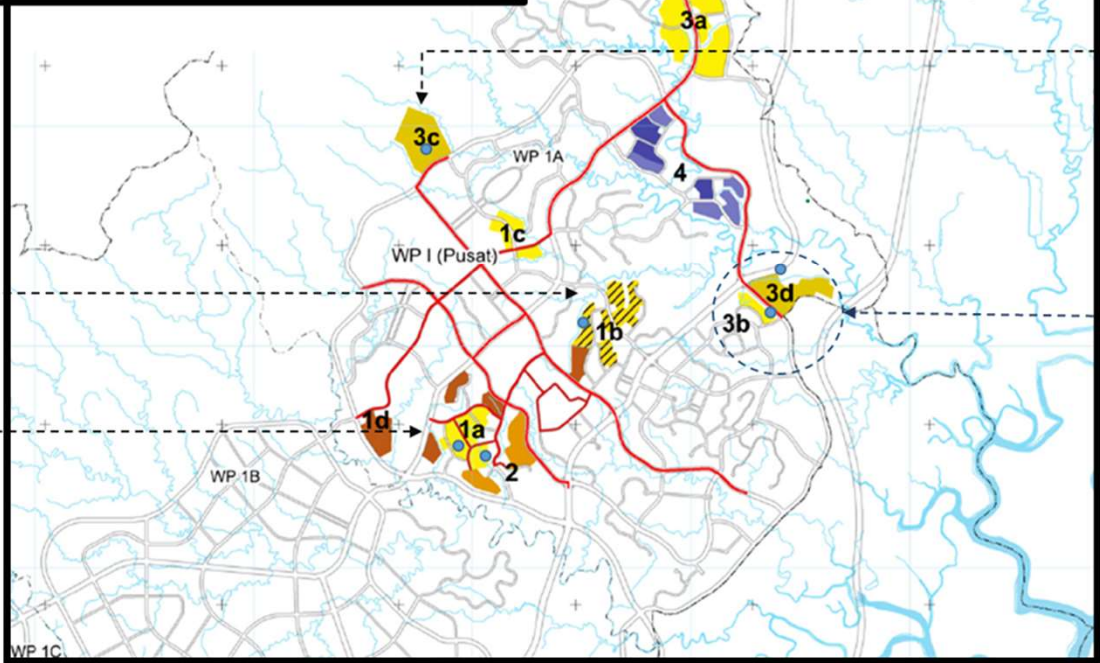 3a
3c
WP 1A
4
1c
WP I (Pusat)
3d
3b
1b
1d
1a
2
WP 1B
WP 1C